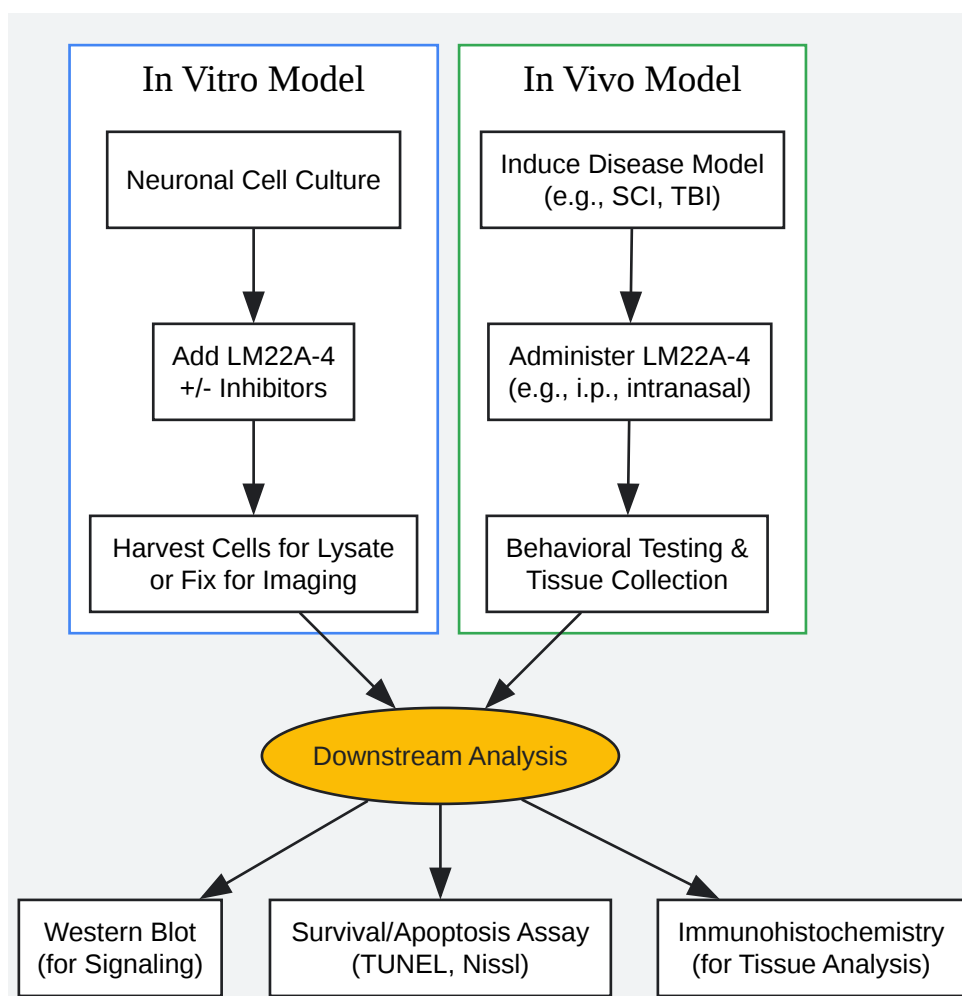 In Vitro Model
Neuronal Cell Culture
Add LM22A-4
+/- Inhibitors
Harvest Cells for Lysate
or Fix for Imaging
In Vivo Model
Induce Disease Model
(e.g., SCI, TBI)
Administer LM22A-4
(e.g., i.p., intranasal)
Behavioral Testing &
Tissue Collection
Downstream Analysis
Western Blot
(for Signaling)
Survival/Apoptosis Assay
(TUNEL, Nissl)
Immunohistochemistry
(for Tissue Analysis)